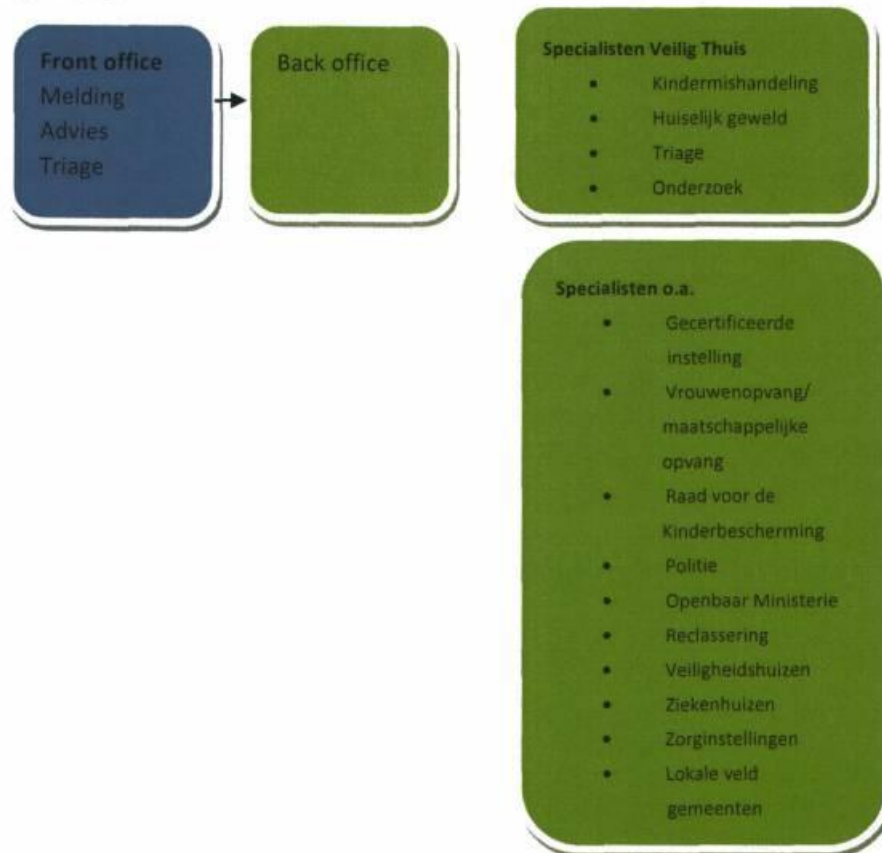 Front office
Melding
Advies
Triage
Back office
Specialisten Veilig Thuis
• Kindermishandeling
• Huiselijk geweld
• Triage
• Onderzoek
Specialisten o.a.
• Gecertificeerde
instelling
• Vrouwenopvang/
maatschappelijke
opvang
• Raad voor de
Kinderbescherming
• Politie
• Openbaar Ministerie
• Reclassering
• Veiligheidshuizen
• Ziekenhuizen
• Zorginstellingen
• Lokale veld
gemeenten